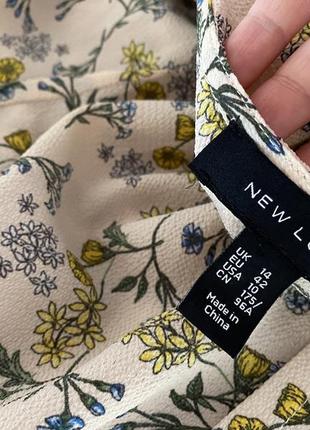 NEW LO
UK 14
EU 42
USA 10
CN 175/
96A
Made in
China